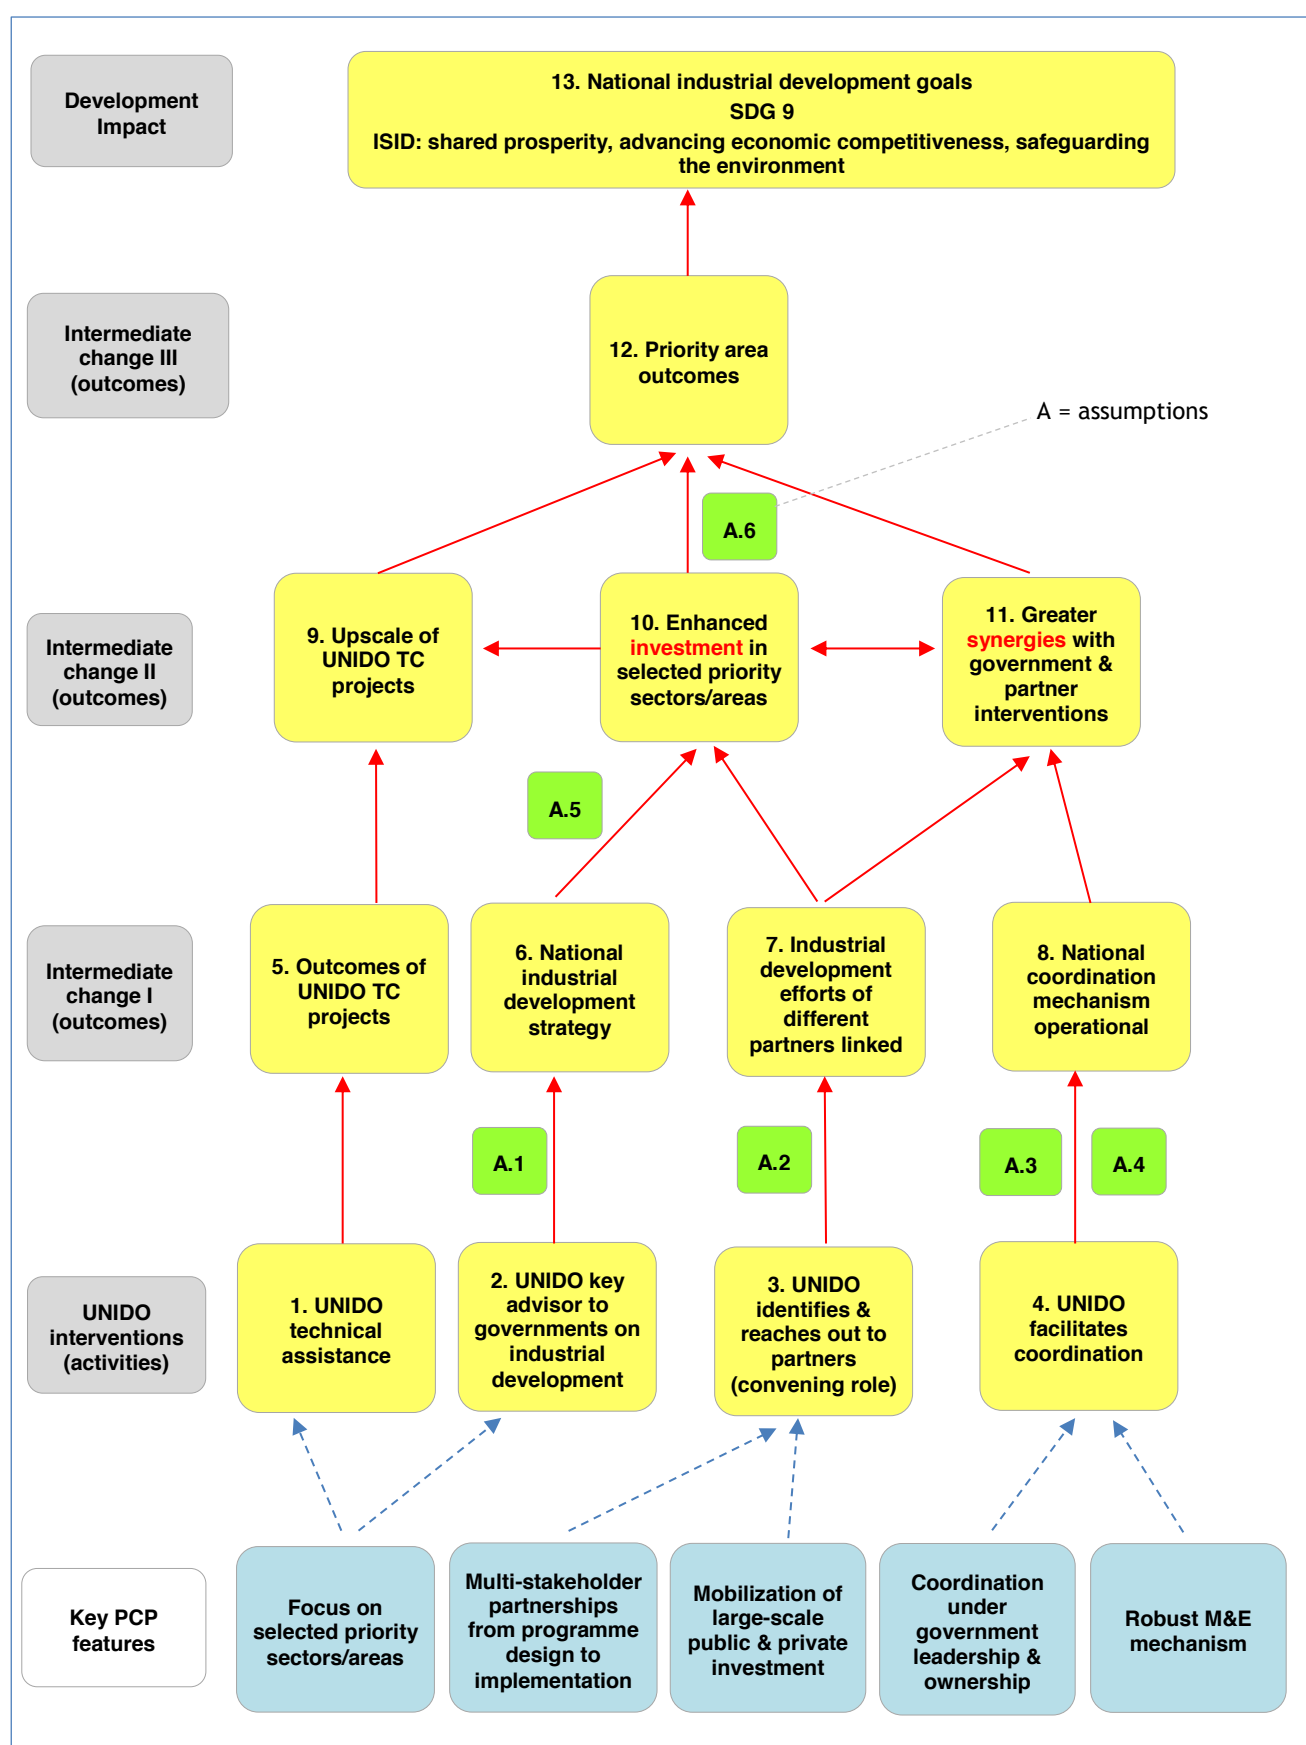 Development
Impact
13. National industrial development goals
SDG 9
ISID: shared prosperity, advancing economic competitiveness, safeguarding
the environment
Intermediate
change III
(outcomes)
12. Priority area
outcomes
A = assumptions
A.6
Intermediate
change II
(outcomes)
9. Upscale of
UNIDO TC
projects
10. Enhanced
investment in
selected priority
sectors/areas
11. Greater
synergies with
government &
partner
interventions
A.5
Intermediate
change I
(outcomes)
5. Outcomes of
UNIDO TC
projects
6. National
industrial
development
strategy
7. Industrial
development
efforts of
different
partners linked
8. National
coordination
mechanism
operational
A.1
A.2
A.3
A.4
UNIDO
interventions
(activities)
1. UNIDO
technical
assistance
2. UNIDO key
advisor to
governments on
industrial
development
3. UNIDO
identifies &
reaches out to
partners
(convening role)
4. UNIDO
facilitates
coordination
Key PCP
features
Focus on
selected priority
sectors/areas
Multi-stakeholder
partnerships
from programme
design to
implementation
Mobilization of
large-scale
public & private
investment
Coordination
under
government
leadership &
ownership
Robust M&E
mechanism